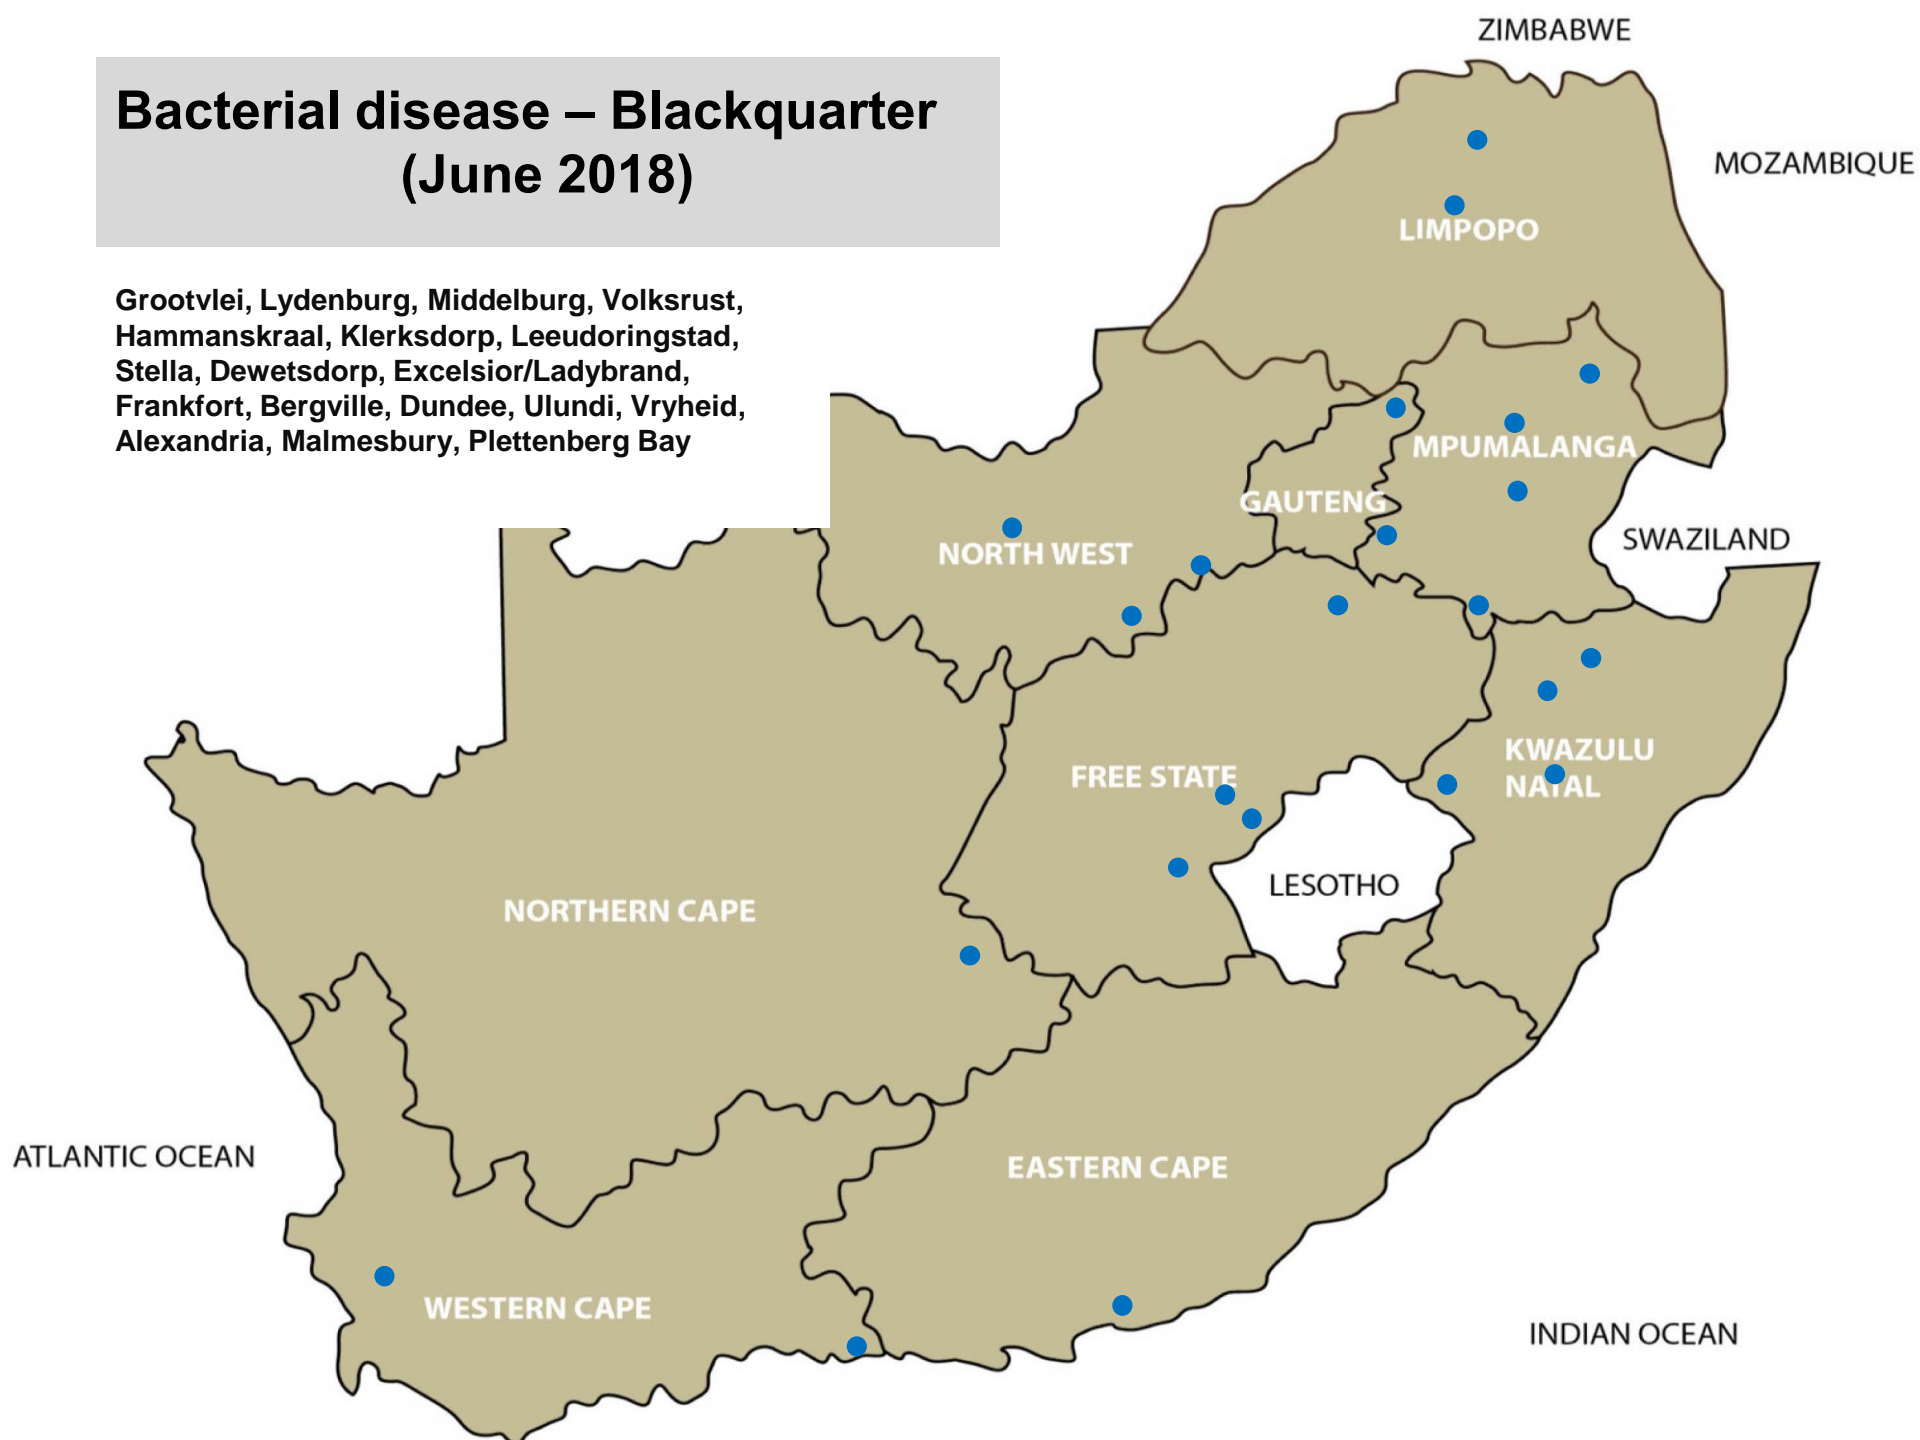 Bacterial disease – Blackquarter
(June 2018)
Grootvlei, Lydenburg, Middelburg, Volksrust,
Hammanskraal, Klerksdorp, Leeudoringstad,
Stella, Dewetsdorp, Excelsior/Ladybrand,
Frankfort, Bergville, Dundee, Ulundi, Vryheid,
Alexandria, Malmesbury, Plettenberg Bay
ZIMBABWE
MOZAMBIQUE
LIMPOPO
MPUMALANGA
GAUTENG
SWAZILAND
NORTH WEST
KWAZULU
NATAL
FREE STATE
LESOTHO
NORTHERN CAPE
ATLANTIC OCEAN
EASTERN CAPE
WESTERN CAPE
INDIAN OCEAN